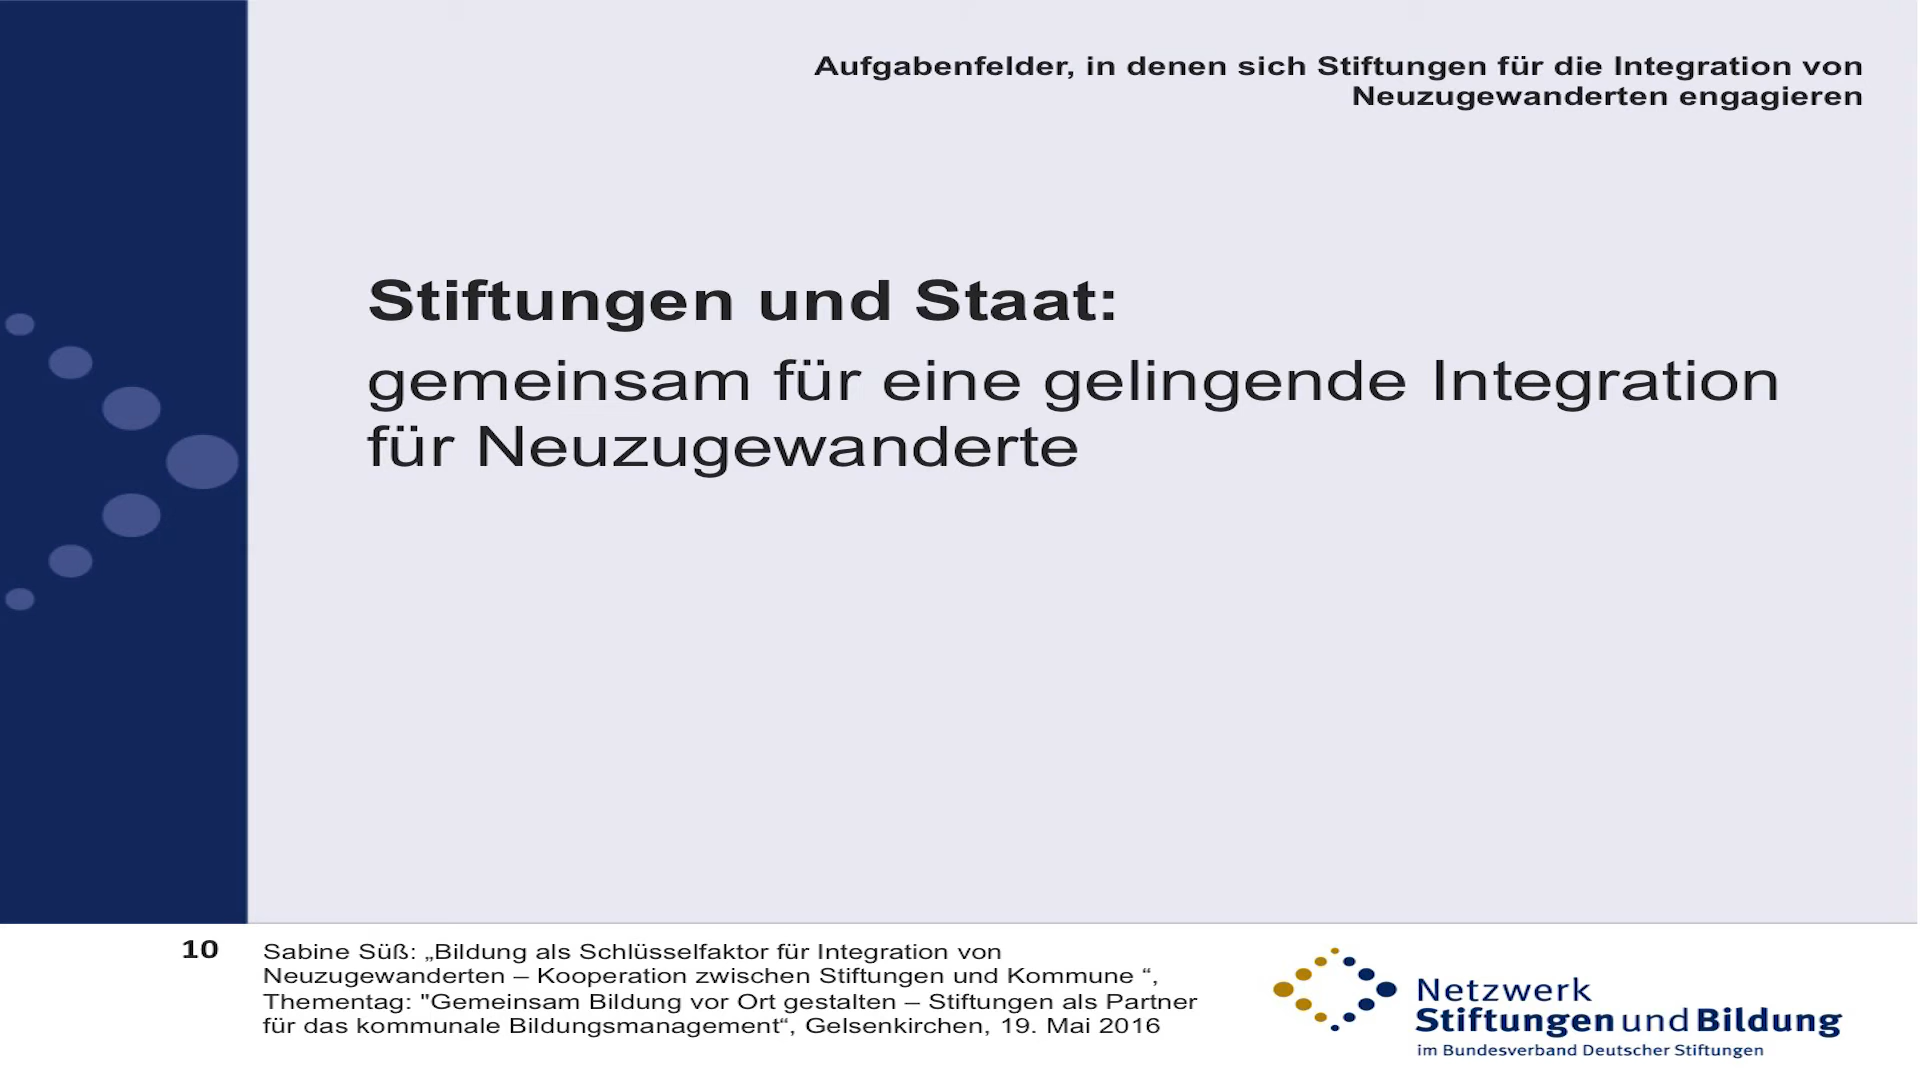 Aufgabenfelder, in denen sich Stiftungen für die Integration von
Neuzugewanderten engagieren
Stiftungen und Staat:
gemeinsam für eine gelingende Integration
für Neuzugewanderte
10
Sabine Süß: „Bildung als Schlüsselfaktor für Integration von
Neuzugewanderten – Kooperation zwischen Stiftungen und Kommune “,
Thementag: "Gemeinsam Bildung vor Ort gestalten – Stiftungen als Partner
für das kommunale Bildungsmanagement“, Gelsenkirchen, 19. Mai 2016
Netzwerk
Stiftungen und Bildung
im Bundesverband Deutscher Stiftungen